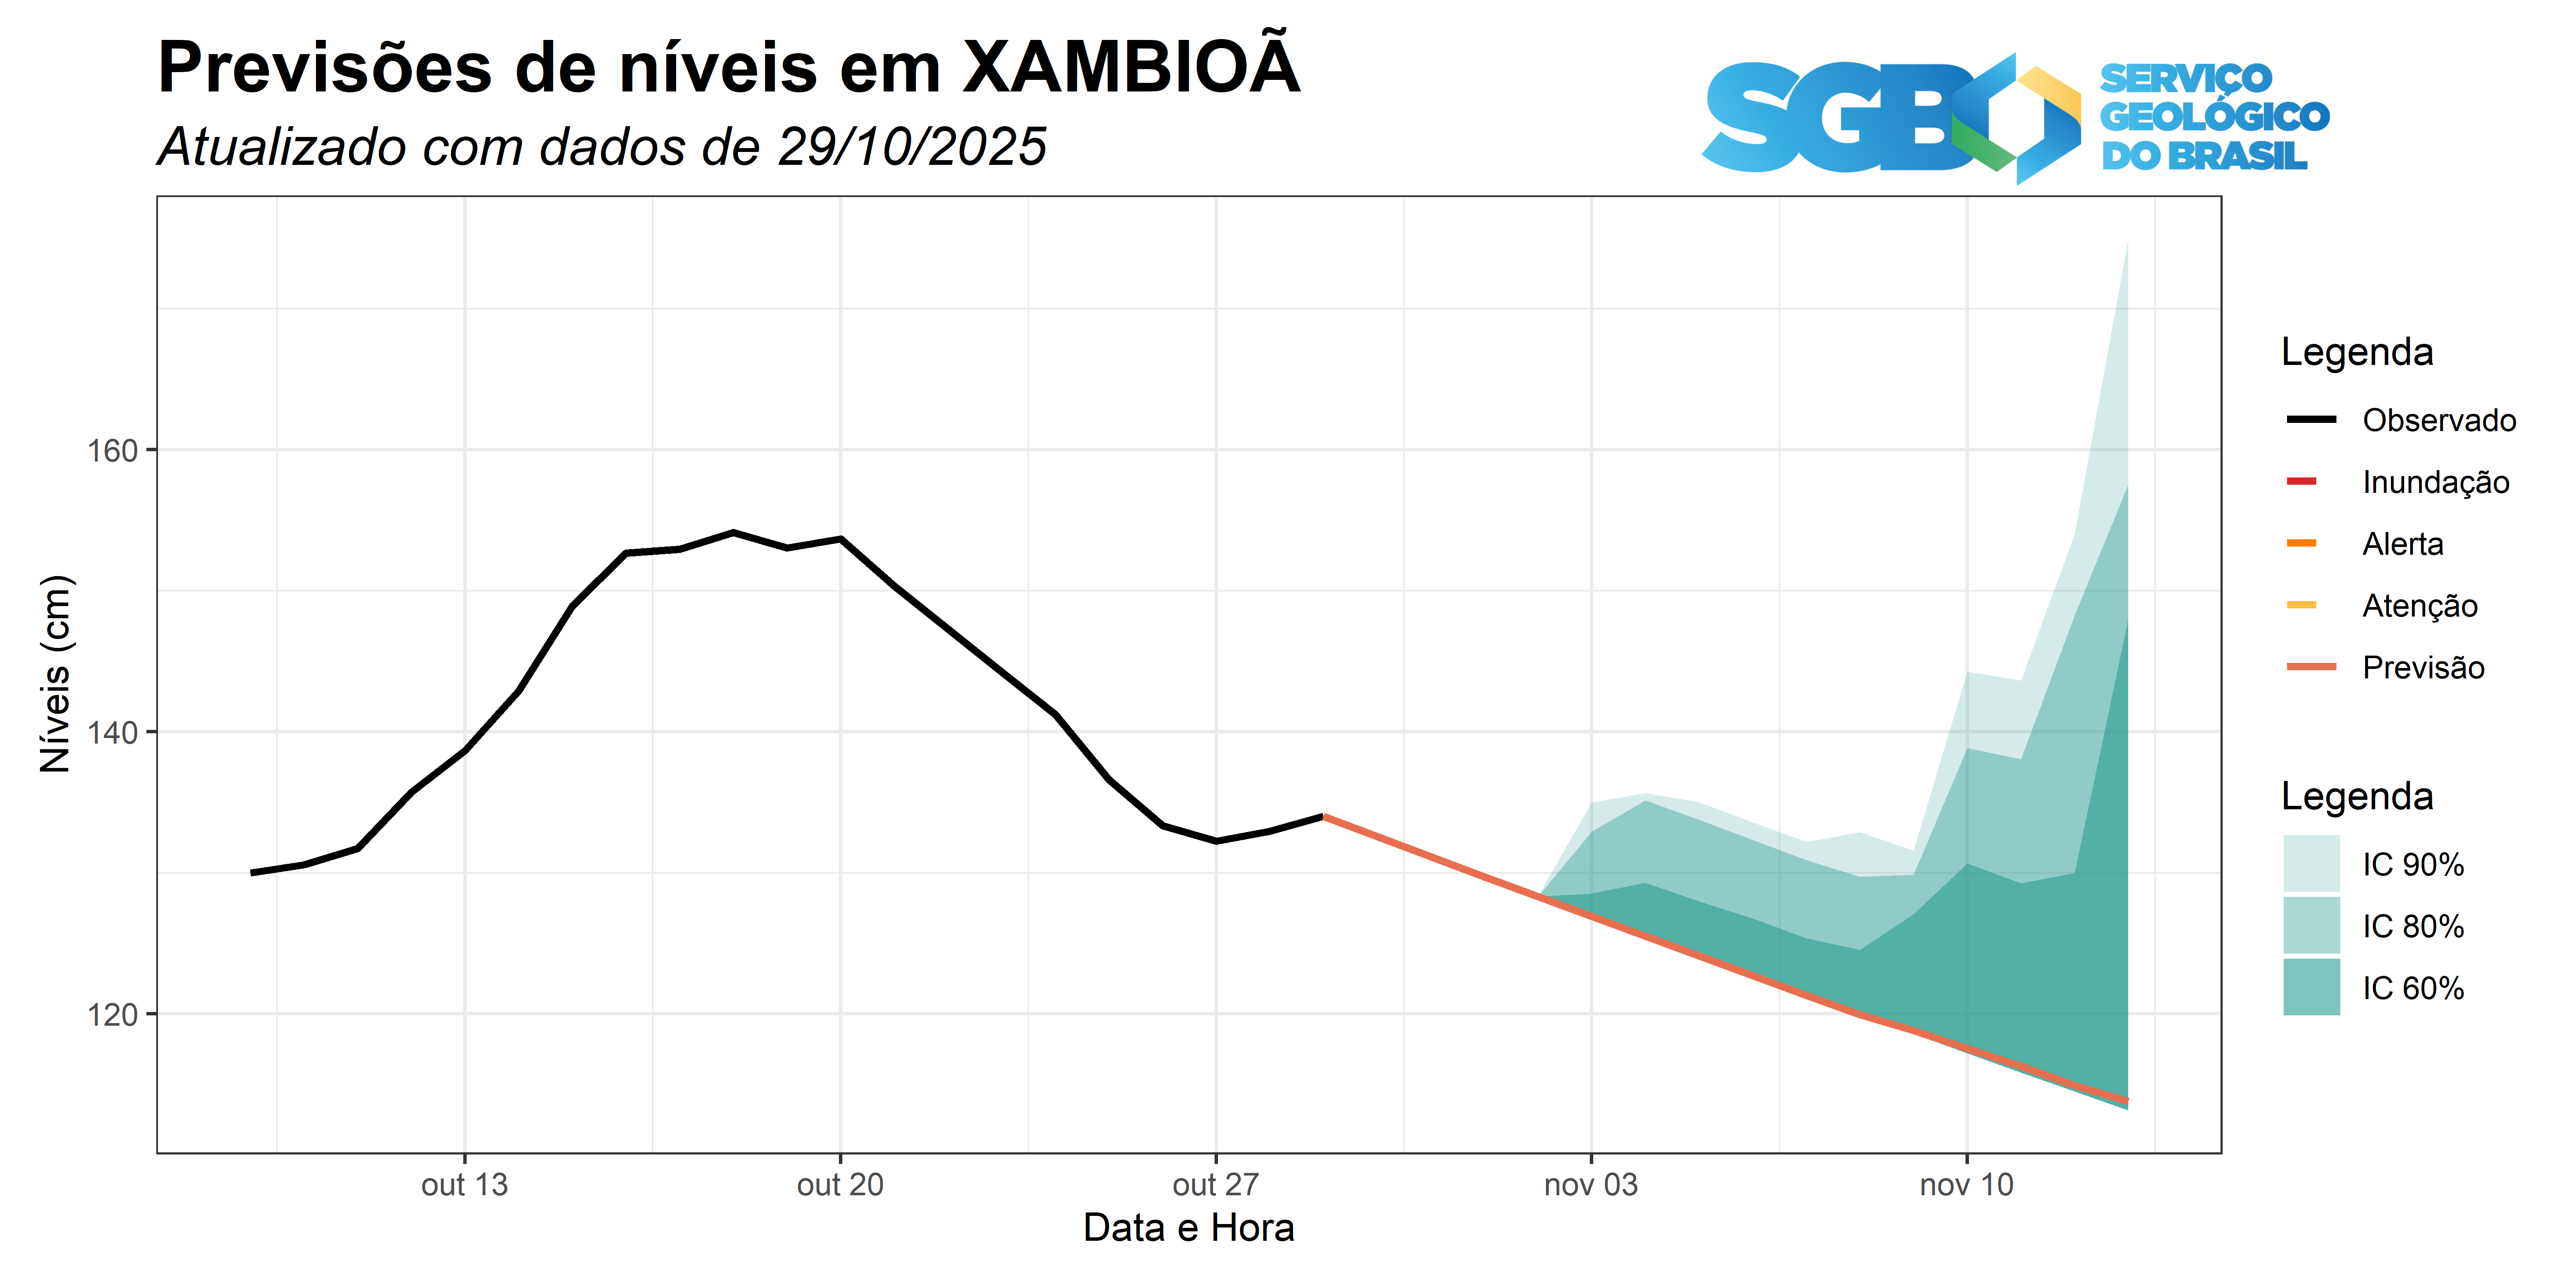 Previsões de níveis em XAMBIOÃ
Atualizado com dados de 29/10/2025
SGB
SERVIÇO
GEOLÓGICO
DO BRASIL
Níveis (cm)
160
140
120
out 13
out 20
out 27
nov 03
nov 10
Data e Hora
Legenda
Observado
Inundação
Alerta
Atenção
Previsão
Legenda
IC 90%
IC 80%
IC 60%